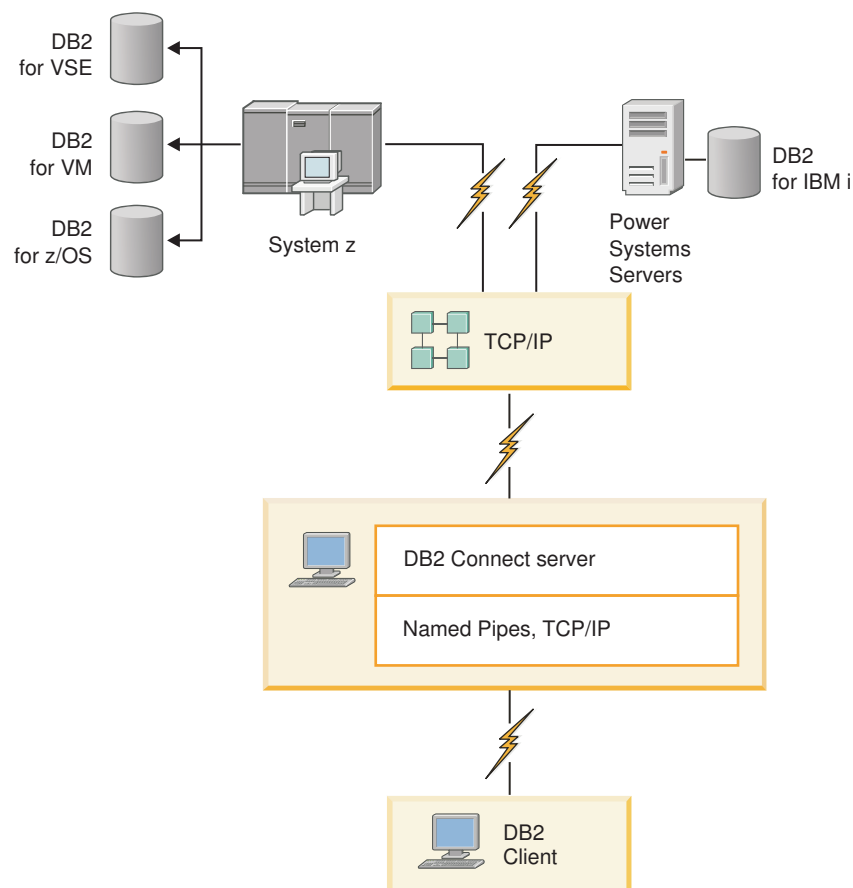 DB2
for VSE
DB2
for VM
DB2
for z/OS
System z
Power
Systems
Servers
DB2
for IBM i
TCP/IP
DB2 Connect server
Named Pipes, TCP/IP
DB2
Client